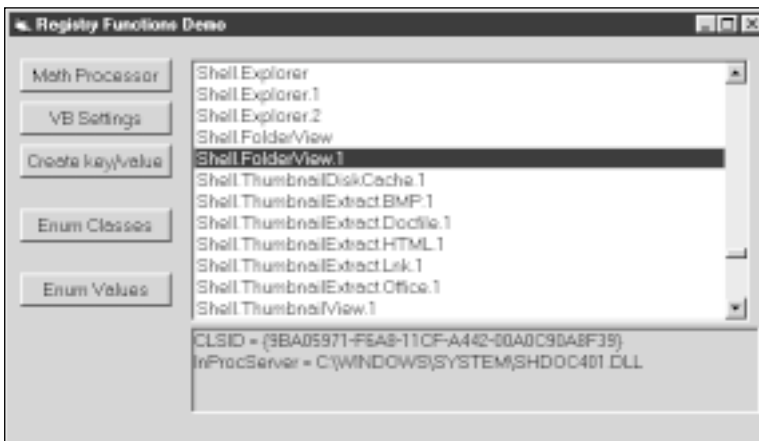 Registry Functions Demo
Math Processor
VB Settings
Create key/value
Enum Classes
Enum Values
Shell.Explorer
Shell.Explorer.1
Shell.Explorer.2
Shell.FolderView
Shell.FolderView.1
Shell.ThumbnailDiskCache.1
Shell.ThumbnailExtract.BMP.1
Shell.ThumbnailExtract.Docfile.1
Shell.ThumbnailExtract.HTML.1
Shell.ThumbnailExtract.Lnk.1
Shell.ThumbnailExtract.Office.1
Shell.ThumbnailView.1
CLSID = {9BA05971-F6A8-11CF-A442-00A0C90A8F39}
InProcServer = C:\WINDOWS\SYSTEM\SHDOC401.DLL